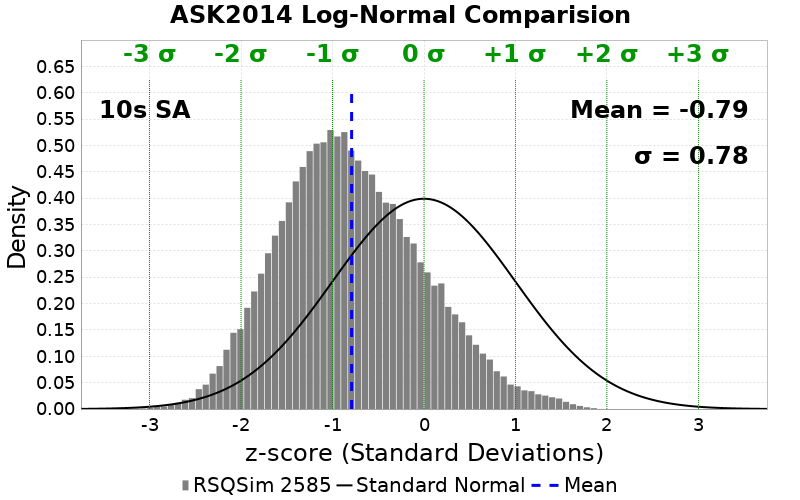 ASK2014 Log-Normal Comparision
-3 σ -2 σ -1 σ 0 σ +1 σ +2 σ +3 σ
10s SA
Mean = -0.79
σ = 0.78
Density
0.65
0.60
0.55
0.50
0.45
0.40
0.35
0.30
0.25
0.20
0.15
0.10
0.05
0.00
-3 -2 -1 0 1 2 3
z-score (Standard Deviations)
RSQSim 2585 Standard Normal Mean